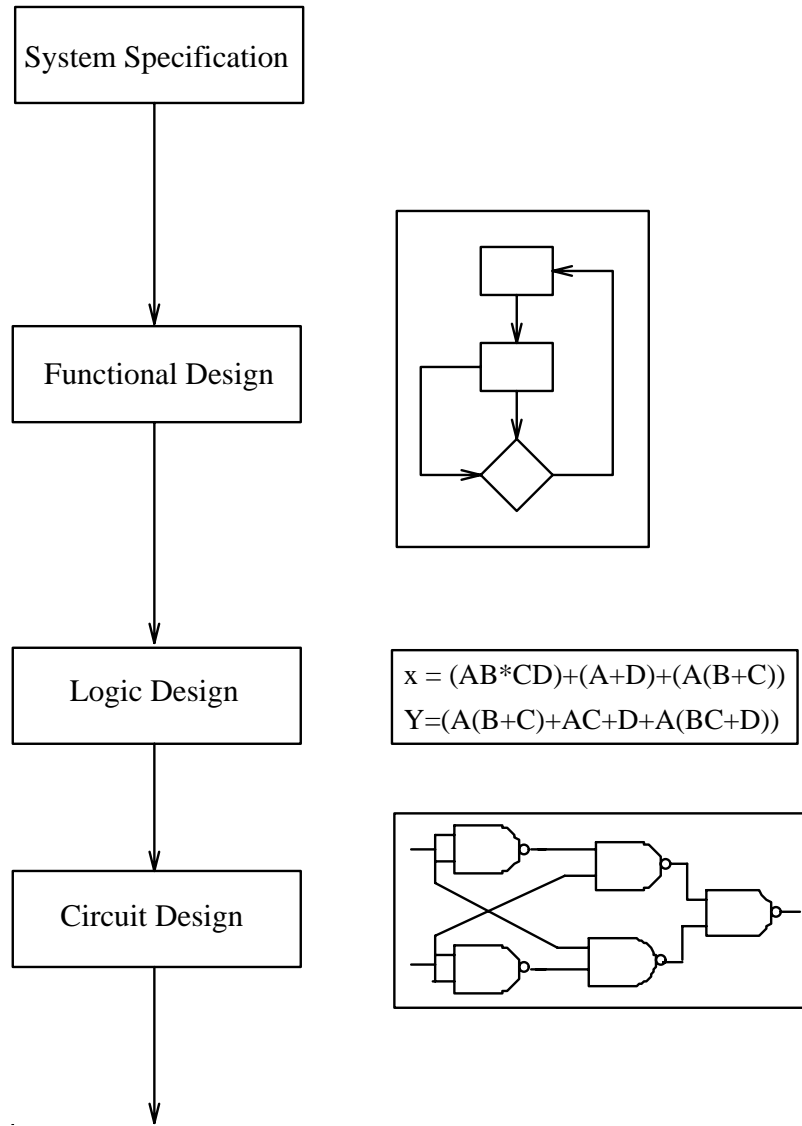 System Specification
Functional Design
Logic Design
x = (AB*CD)+(A+D)+(A(B+C))
Y=(A(B+C)+AC+D+A(BC+D))
Circuit Design